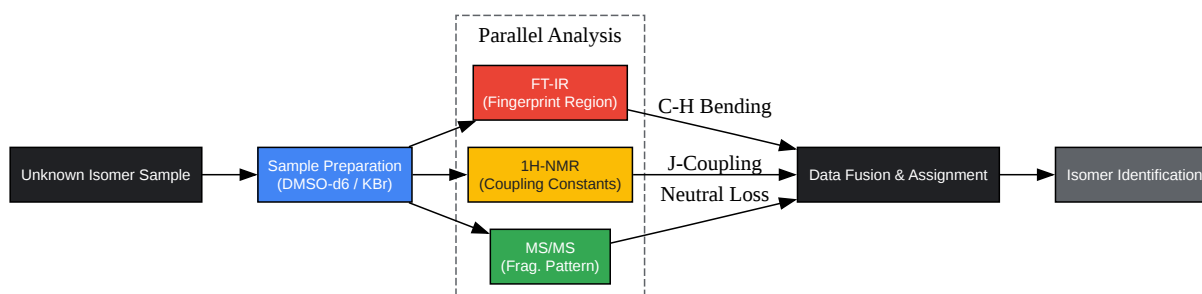 Parallel Analysis
FT-IR
(Fingerprint Region)
C-H Bending
Unknown Isomer Sample
Sample Preparation
(DMSO-d6 / KBr)
1H-NMR
(Coupling Constants)
J-Coupling
Data Fusion & Assignment
Isomer Identification
Neutral Loss
MS/MS
(Frag. Pattern)